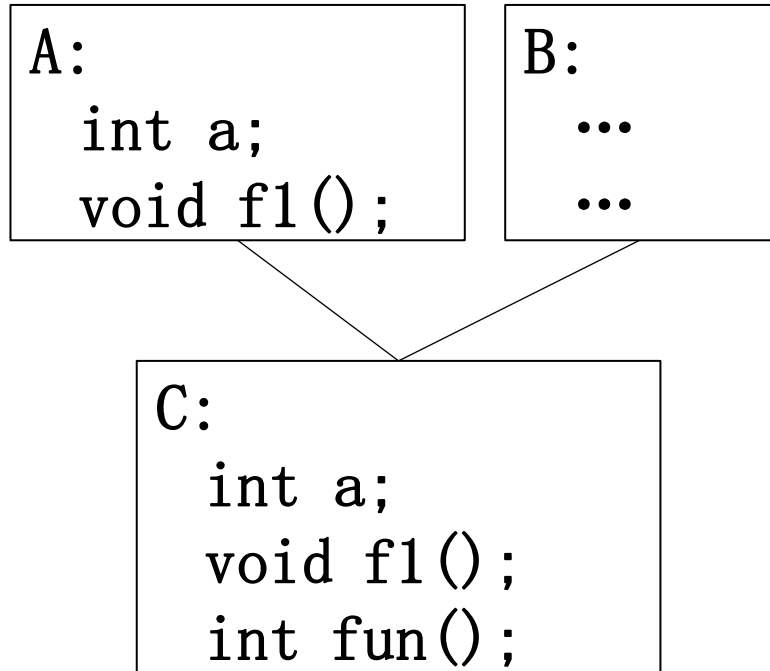 A:
int a;
void f1();
B:
…
…
C:
int a;
void f1();
int fun();